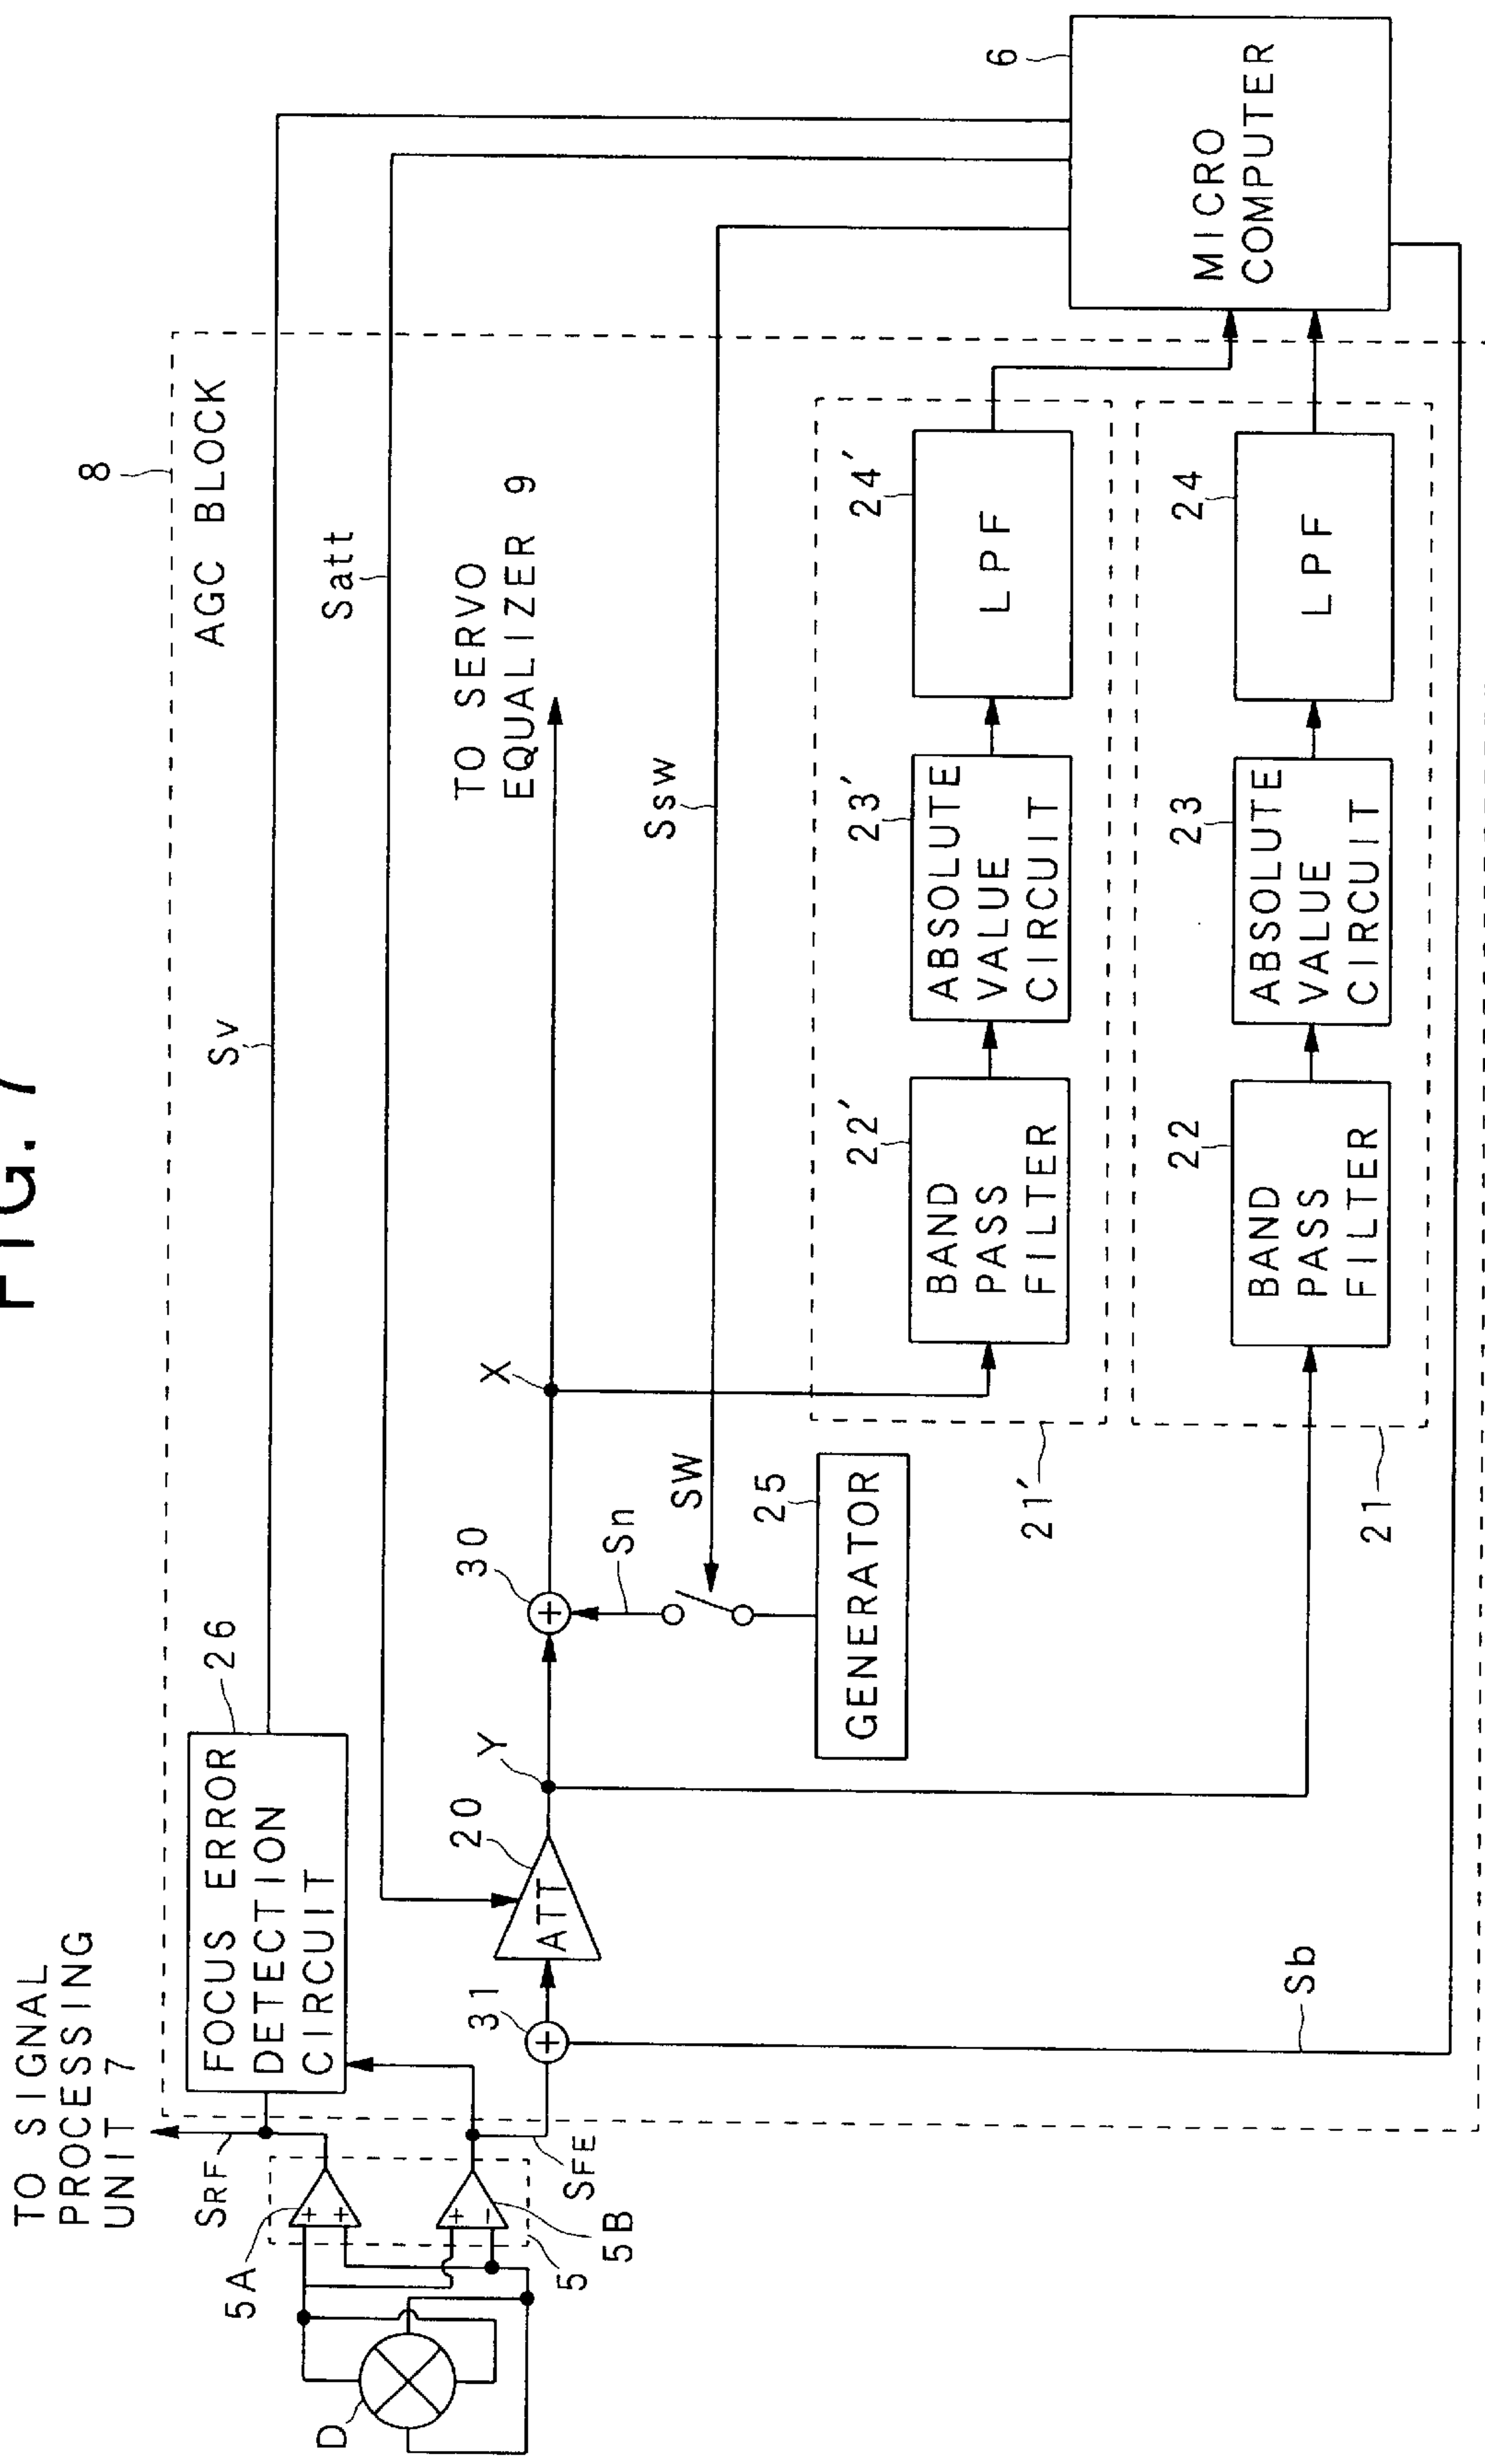 FIG. 7
TO SIGNAL
PROCESSING
UNIT 7
SRF
5A
D
5
5B
SFE
FOCUS ERROR
DETECTION
CIRCUIT
26
Sv
8
AGC BLOCK
Satt
31
ATT
20
Y
30
X
TO SERVO
EQUALIZER 9
Sn
SW
Ssw
25
GENERATOR
21′
BAND
PASS
FILTER
22′
ABSOLUTE
VALUE
CIRCUIT
23′
LPF
24′
21
BAND
PASS
FILTER
22
ABSOLUTE
VALUE
CIRCUIT
23
LPF
24
Sb
6
MICRO
COMPUTER